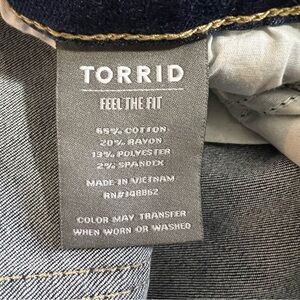 TORRID
FEEL THE FIT
65% COTTON
20% RAYON
13% POLYESTER
2% SPANDEX
MADE IN VIETNAM
RN#148862
COLOR MAY TRANSFER
WHEN WORN OR WASHED